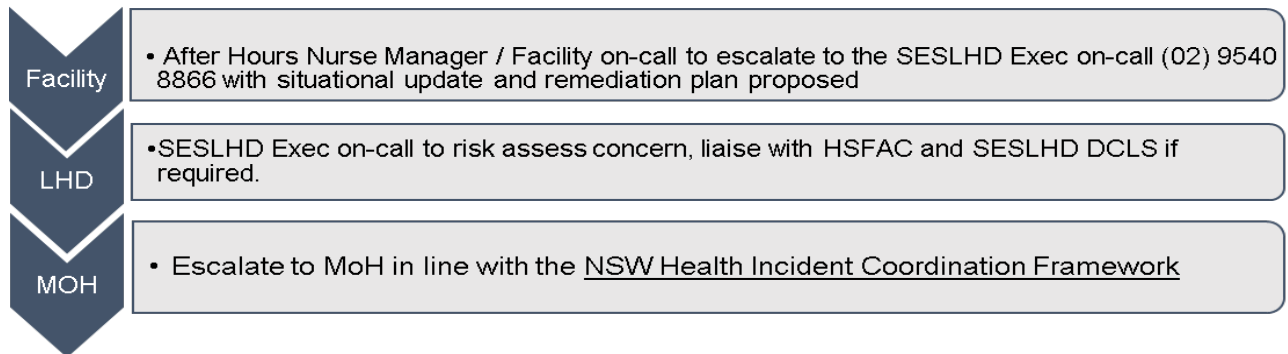 Facility
• After Hours Nurse Manager / Facility on-call to escalate to the SESLHD Exec on-call (02) 9540
8866 with situational update and remediation plan proposed
LHD
•SESLHD Exec on-call to risk assess concern, liaise with HSFAC and SESLHD DCLS if
required.
MOH
• Escalate to MoH in line with the NSW Health Incident Coordination Framework